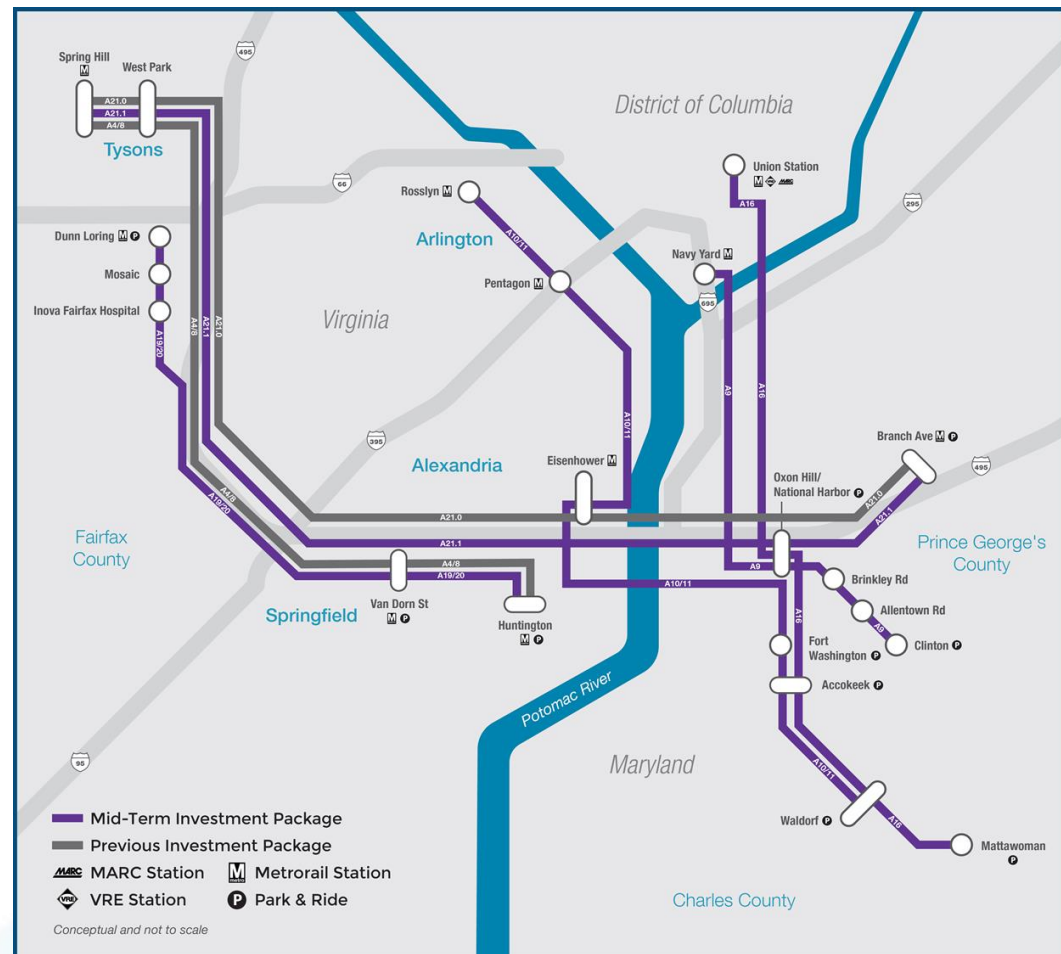 495
Spring Hill
M
West Park
A21.0
A21.1
A4/8
Tysons
District of Columbia
66
Rosslyn M
Arlington
A10/11
Union Station
M VRE MARC
A16
295
Dunn Loring M P
Mosaic
Inova Fairfax Hospital
A19/20
A4/8
A21.1
A21.0
Virginia
Pentagon M
Navy Yard M
695
A9
A16
A10/11
395
Alexandria
Eisenhower M
Oxon Hill/
National Harbor P
Branch Ave M P
495
A21.0
A21.1
A19/20
A4/8
A21.0
A21.1
Fairfax
County
Prince George's
County
A4/8
A19/20
A9
A10/11
Van Dorn St
M P
Springfield
Huntington
M P
Brinkley Rd
Allentown Rd
A9
Clinton P
A16
Fort
Washington P
Accokeek P
Potomac River
Maryland
95
A10/11
A16
Waldorf P
Mattawoman
P
Charles County
Mid-Term Investment Package
Previous Investment Package
MARC MARC Station
M Metrorail Station
VRE VRE Station
P Park & Ride
Conceptual and not to scale